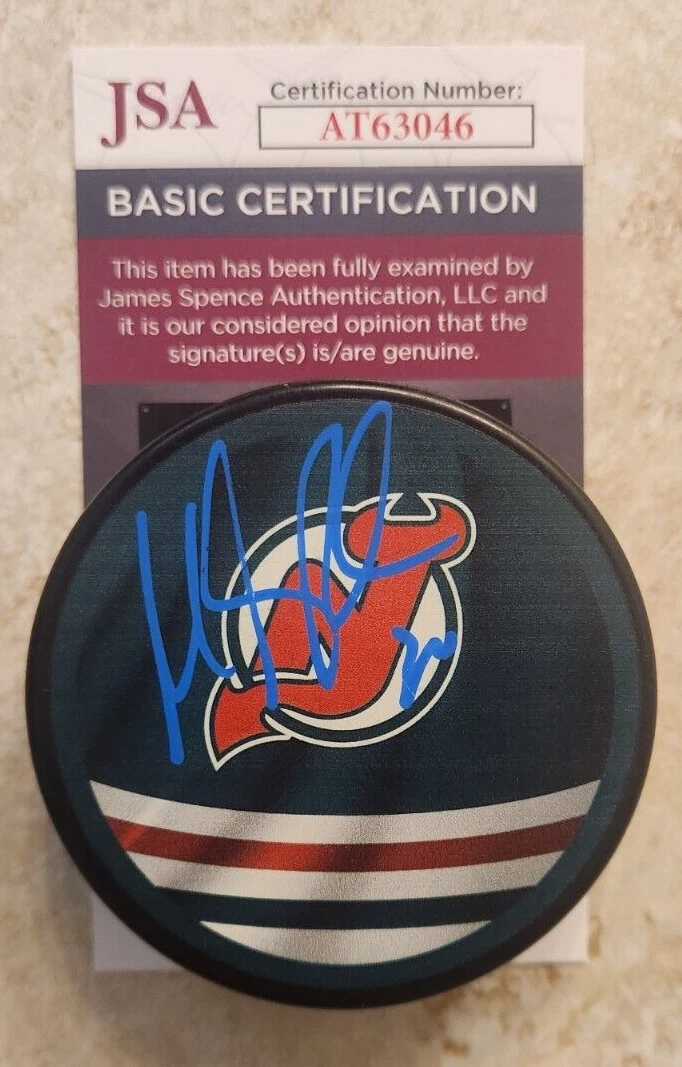 JSA
Certification Number:
AT63046
BASIC CERTIFICATION
This item has been fully examined by
James Spence Authentication, LLC and
it is our considered opinion that the
signature(s) is/are genuine.